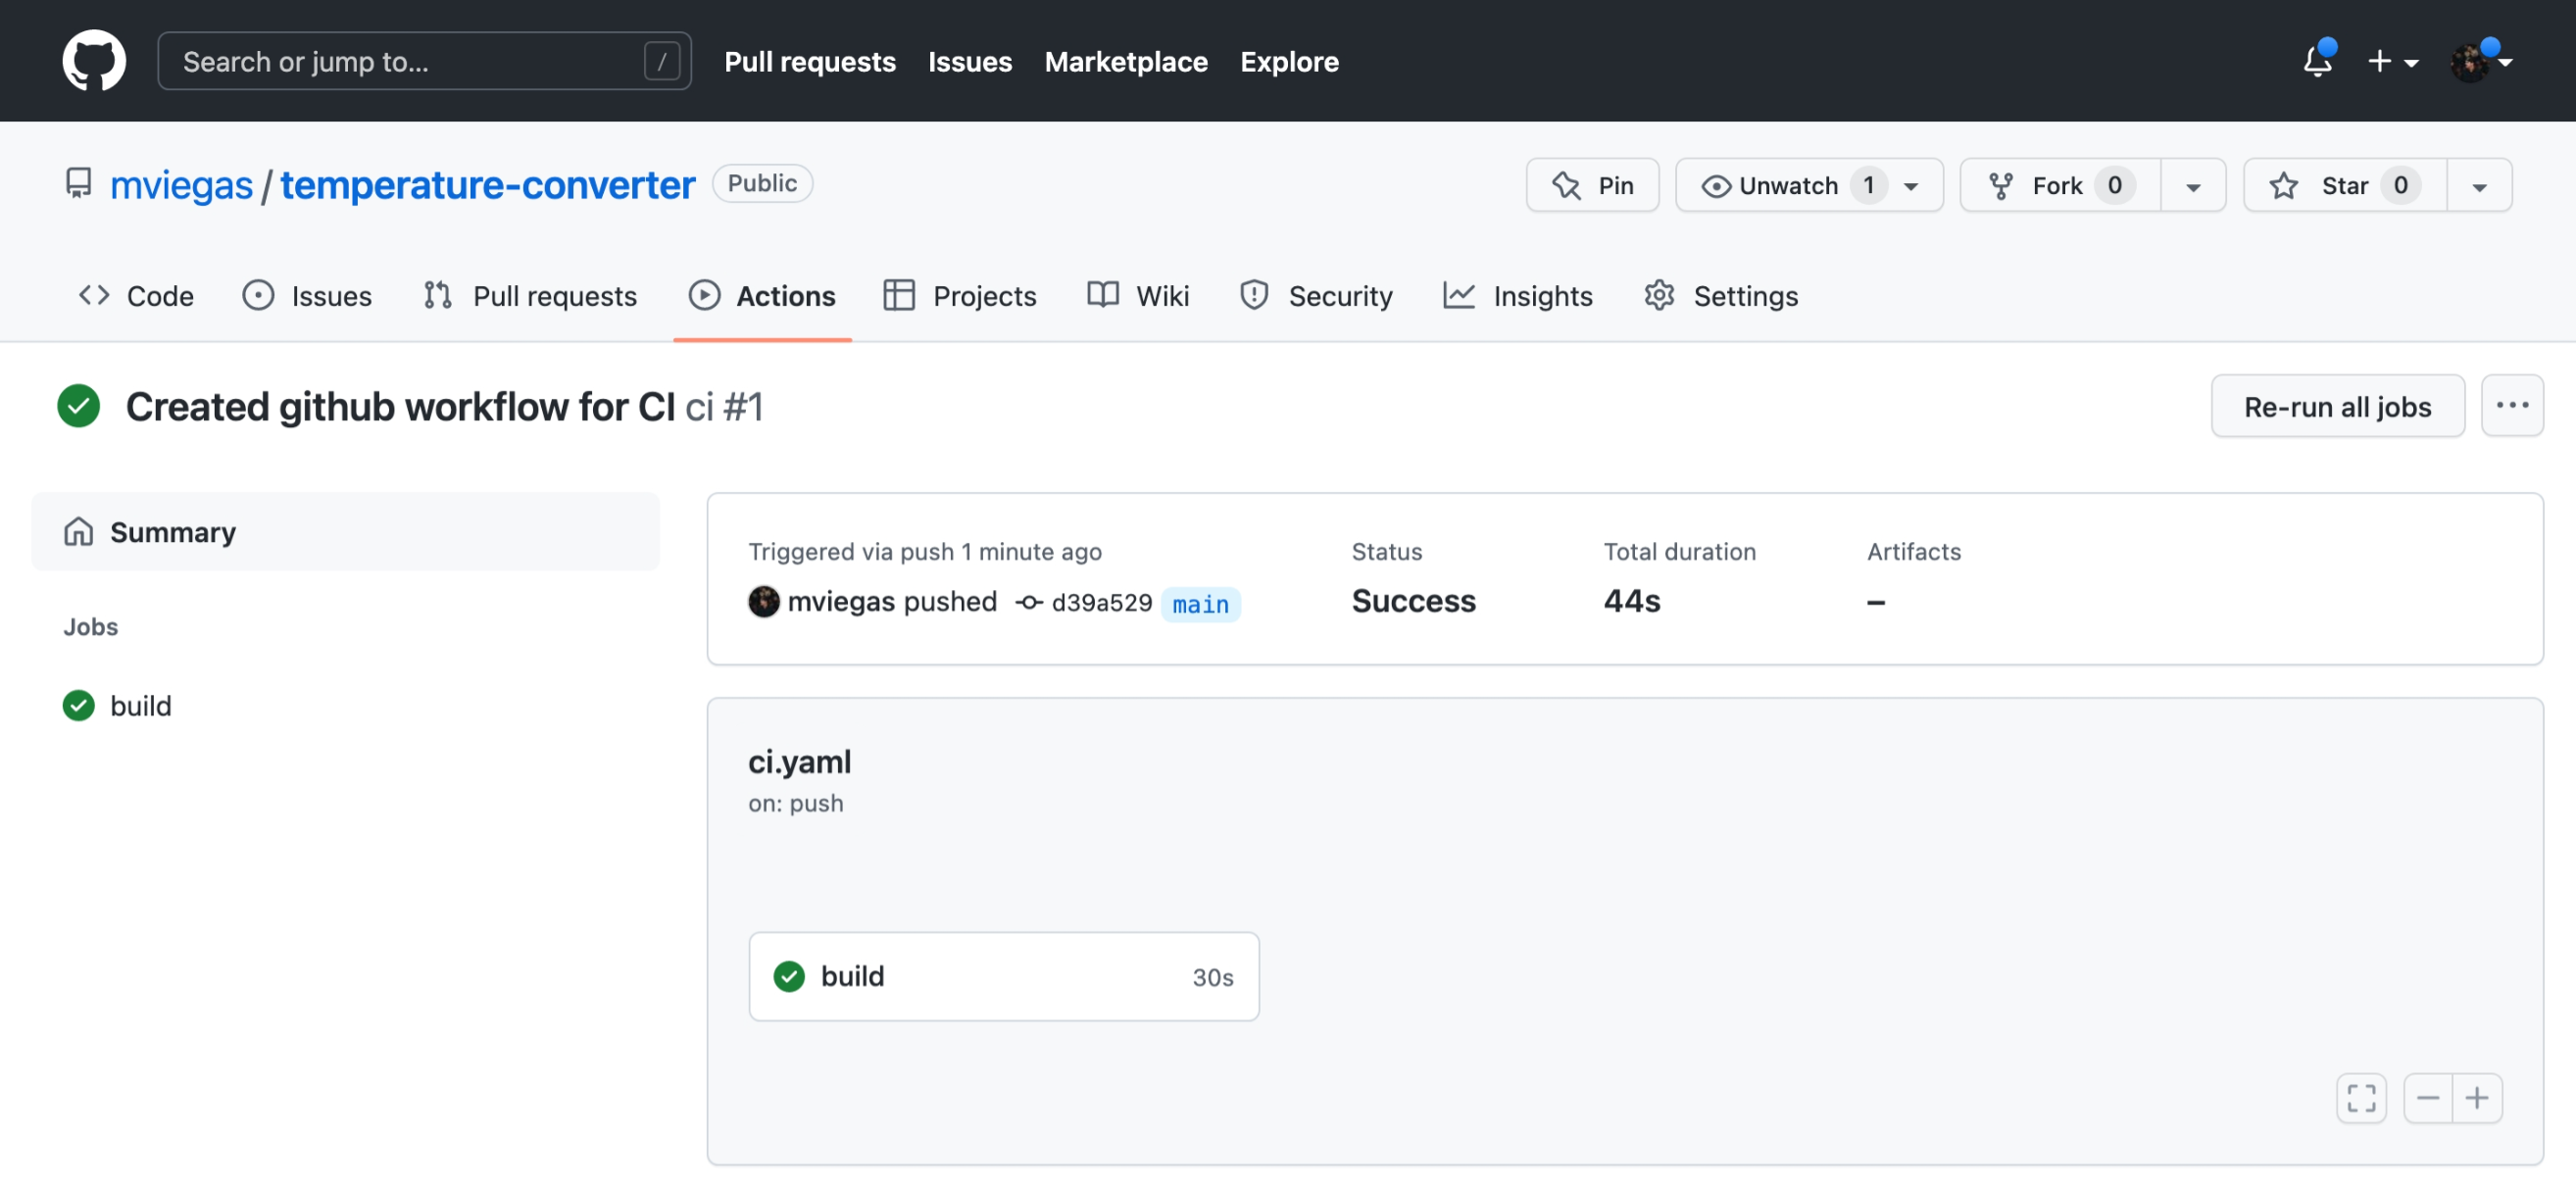 Search or jump to... / Pull requests Issues Marketplace Explore
mviegas / temperature-converter Public Pin Unwatch 1 Fork 0 Star 0
Code Issues Pull requests Actions Projects Wiki Security Insights Settings
Created github workflow for CI ci #1 Re-run all jobs ...
Summary
Jobs
build
Triggered via push 1 minute ago Status Total duration Artifacts
mviegas pushed d39a529 main Success 44s –
ci.yaml
on: push
build 30s